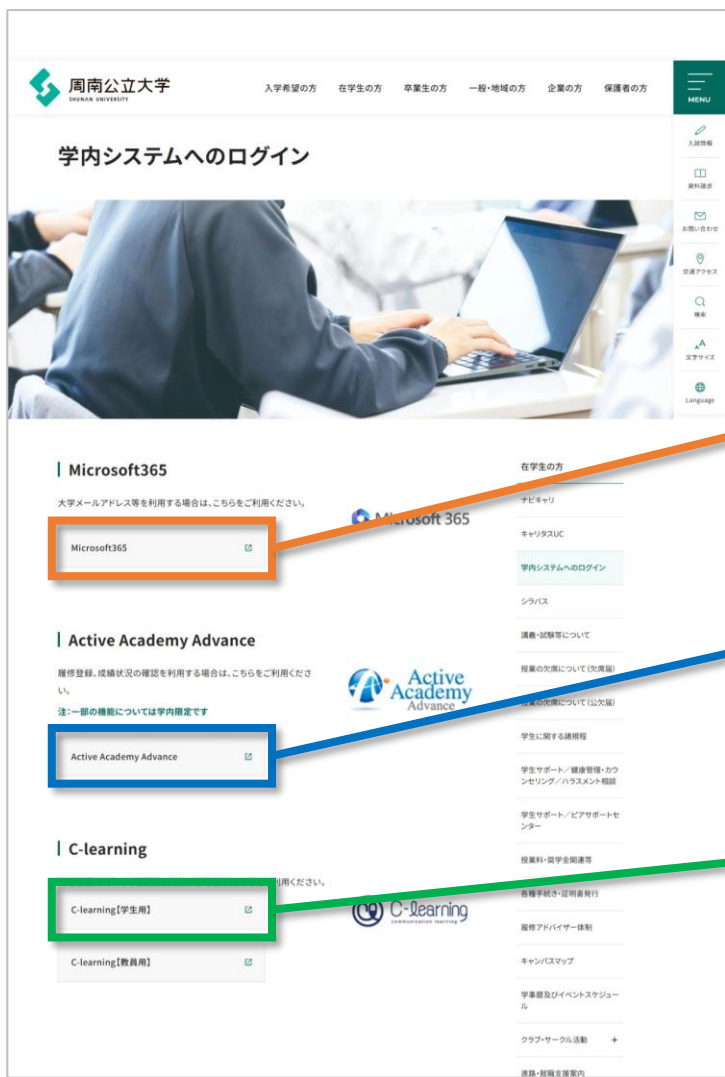 周南公立大学
SHUNAN UNIVERSITY
入学希望の方 在学生の方 卒業生の方 一般・地域の方 企業の方 保護者の方
MENU
入試情報
資料請求
お問い合わせ
交通アクセス
検索
文字サイズ
Language
学内システムへのログイン
Microsoft365
大学メールアドレス等を利用する場合は、こちらをご利用ください。
Microsoft365
Microsoft 365
Active Academy Advance
履修登録、成績状況の確認を利用する場合は、こちらをご利用くださ
い。
注：一部の機能については学内限定です
Active Academy Advance
Active
Academy
Advance
C-learning
利用ください。
C-learning【学生用】
C-learning【教員用】
C-Learning
communication learning
在学生の方
ナビキャリ
キャリタスUC
学内システムへのログイン
シラバス
講義・試験等について
授業の欠席について（欠席届）
授業の欠席について（公欠届）
学生に関する諸規程
学生サポート／健康管理・カウ
ンセリング／ハラスメント相談
学生サポート／ピアサポートセ
ンター
授業料・奨学金関連等
各種手続き・証明書発行
履修アドバイザー体制
キャンパスマップ
学事暦及びイベントスケジュー
ル
クラブ・サークル活動 +
進路・就職支援案内